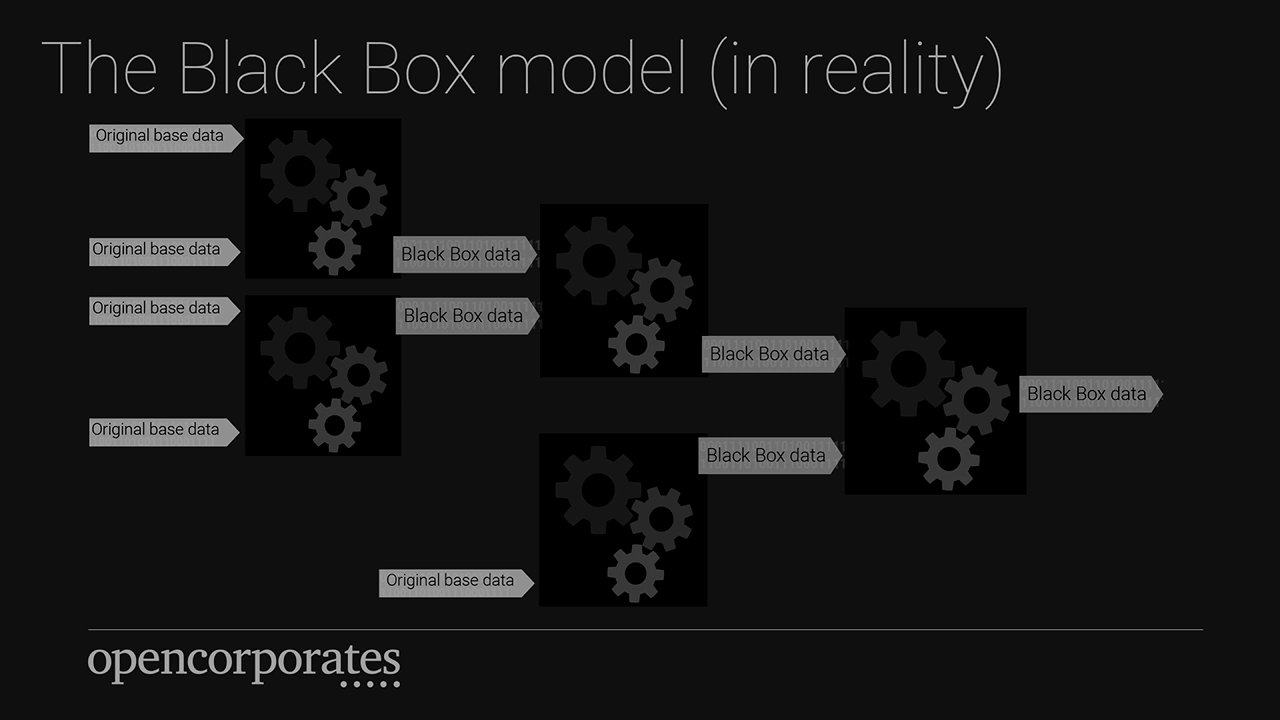 The Black Box model (in reality)
Original base data
Original base data
Black Box data
Original base data
Black Box data
Black Box data
Black Box data
Original base data
Black Box data
Original base data
opencorporates